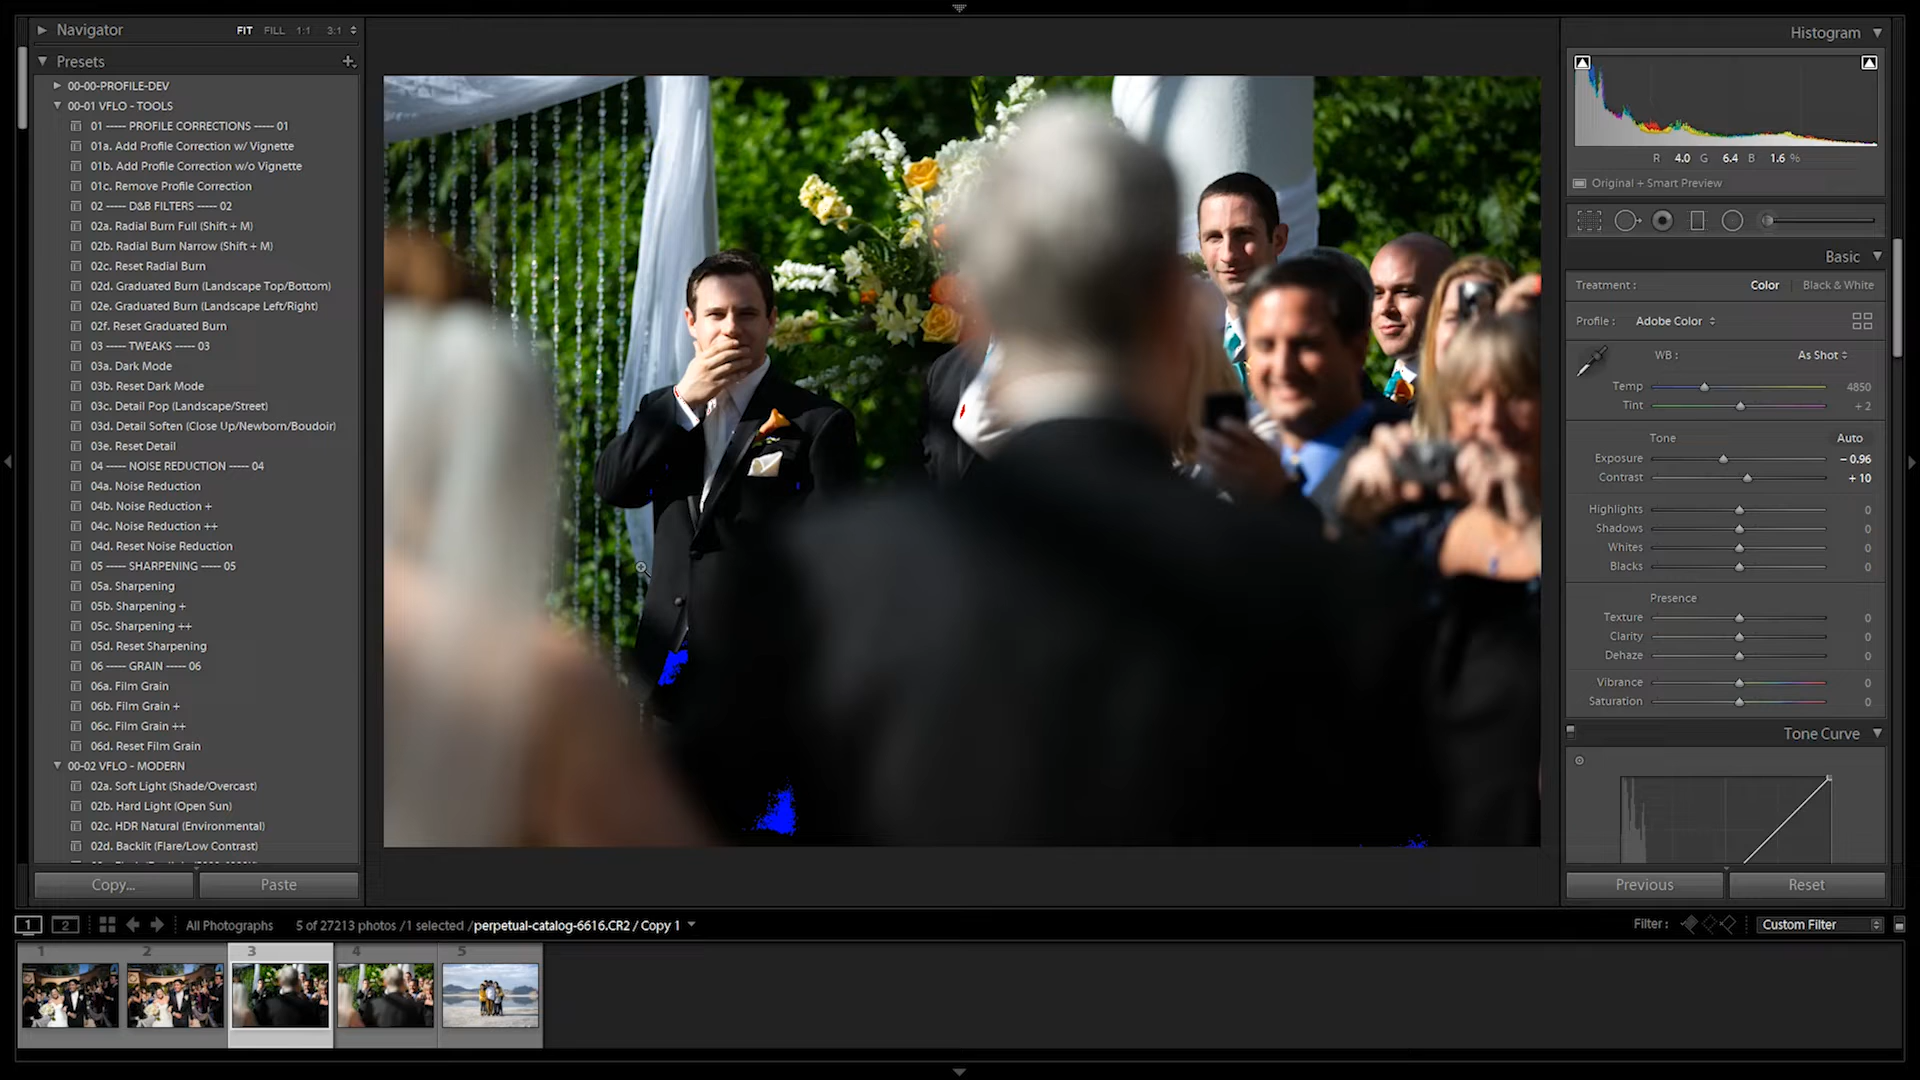 Navigator FIT FILL 1:1 3:1
Presets
00-00-PROFILE-DEV
00-01 VFLO - TOOLS
01 ----- PROFILE CORRECTIONS ----- 01
01a. Add Profile Correction w/ Vignette
01b. Add Profile Correction w/o Vignette
01c. Remove Profile Correction
02 ----- D&B FILTERS ----- 02
02a. Radial Burn Full (Shift + M)
02b. Radial Burn Narrow (Shift + M)
02c. Reset Radial Burn
02d. Graduated Burn (Landscape Top/Bottom)
02e. Graduated Burn (Landscape Left/Right)
02f. Reset Graduated Burn
03 ----- TWEAKS ----- 03
03a. Dark Mode
03b. Reset Dark Mode
03c. Detail Pop (Landscape/Street)
03d. Detail Soften (Close Up/Newborn/Boudoir)
03e. Reset Detail
04 ----- NOISE REDUCTION ----- 04
04a. Noise Reduction
04b. Noise Reduction +
04c. Noise Reduction ++
04d. Reset Noise Reduction
05 ----- SHARPENING ----- 05
05a. Sharpening
05b. Sharpening +
05c. Sharpening ++
05d. Reset Sharpening
06 ----- GRAIN ----- 06
06a. Film Grain
06b. Film Grain +
06c. Film Grain ++
06d. Reset Film Grain
00-02 VFLO - MODERN
02a. Soft Light (Shade/Overcast)
02b. Hard Light (Open Sun)
02c. HDR Natural (Environmental)
02d. Backlit (Flare/Low Contrast)
Copy... Paste
Histogram
R 4.0 G 6.4 B 1.6 %
Original + Smart Preview
Basic
Treatment : Color Black & White
Profile : Adobe Color
WB : As Shot
Temp 4850
Tint + 2
Tone Auto
Exposure – 0.96
Contrast + 10
Highlights 0
Shadows 0
Whites 0
Blacks 0
Presence
Texture 0
Clarity 0
Dehaze 0
Vibrance 0
Saturation 0
Tone Curve
Previous Reset
1 2 All Photographs 5 of 27213 photos /1 selected /perpetual-catalog-6616.CR2 / Copy 1 Filter : Custom Filter
1 2 3 4 5